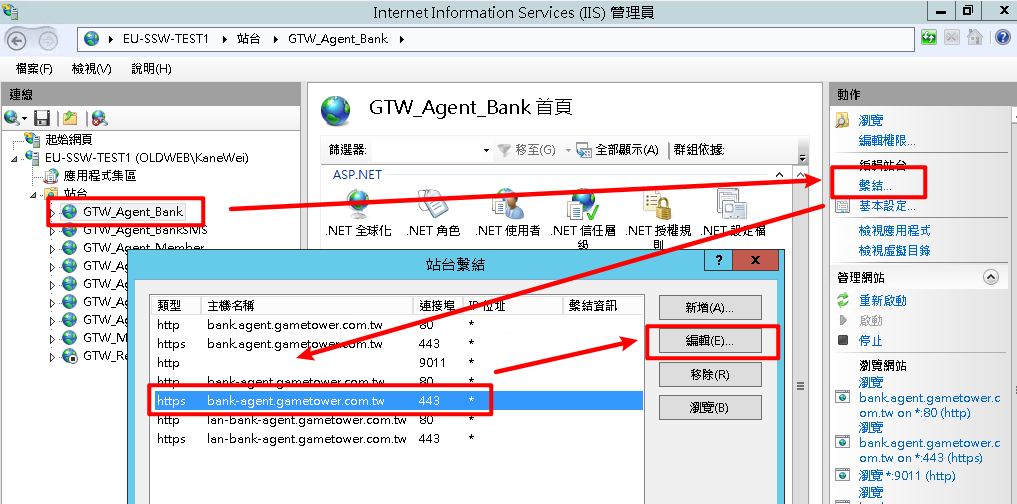 Internet Information Services (IIS) 管理員
EU-SSW-TEST1 站台 GTW_Agent_Bank
檔案(F) 檢視(V) 說明(H)
連線
起始網頁
EU-SSW-TEST1 (OLDWEB\KaneWei)
應用程式集區
站台
GTW_Agent_Bank
GTW_Agent_BankSMS
GTW_Agent_Member
GTW_Ag
GTW_Ag
GTW_Ag
GTW_Ag
GTW_M
GTW_Re
GTW_Agent_Bank 首頁
篩選器: 移至(G) 全部顯示(A) 群組依據:
ASP.NET
.NET 全球化
.NET 角色
.NET 使用者
.NET 信任層級
.NET 授權規則
.NET 設定檔
站台繫結
?
類型 主機名稱 連接埠 IP 位址 繫結資訊
http bank.agent.gametower.com.tw 80 *
https bank.agent.gametower.com.tw 443 *
http 9011 *
http bank-agent.gametower.com.tw 80 *
https bank-agent.gametower.com.tw 443 *
http lan-bank-agent.gametower.com.tw 80 *
https lan-bank-agent.gametower.com.tw 443 *
新增(A)...
編輯(E)...
移除(R)
瀏覽(B)
動作
瀏覽
編輯權限...
編輯站台
繫結...
基本設定...
檢視應用程式
檢視虛擬目錄
管理網站
重新啟動
啟動
停止
瀏覽網站
瀏覽
bank.agent.gametower.c
om.tw on *:80 (http)
瀏覽
bank.agent.gametower.c
om.tw on *:443 (https)
瀏覽 *:9011 (http)
瀏覽